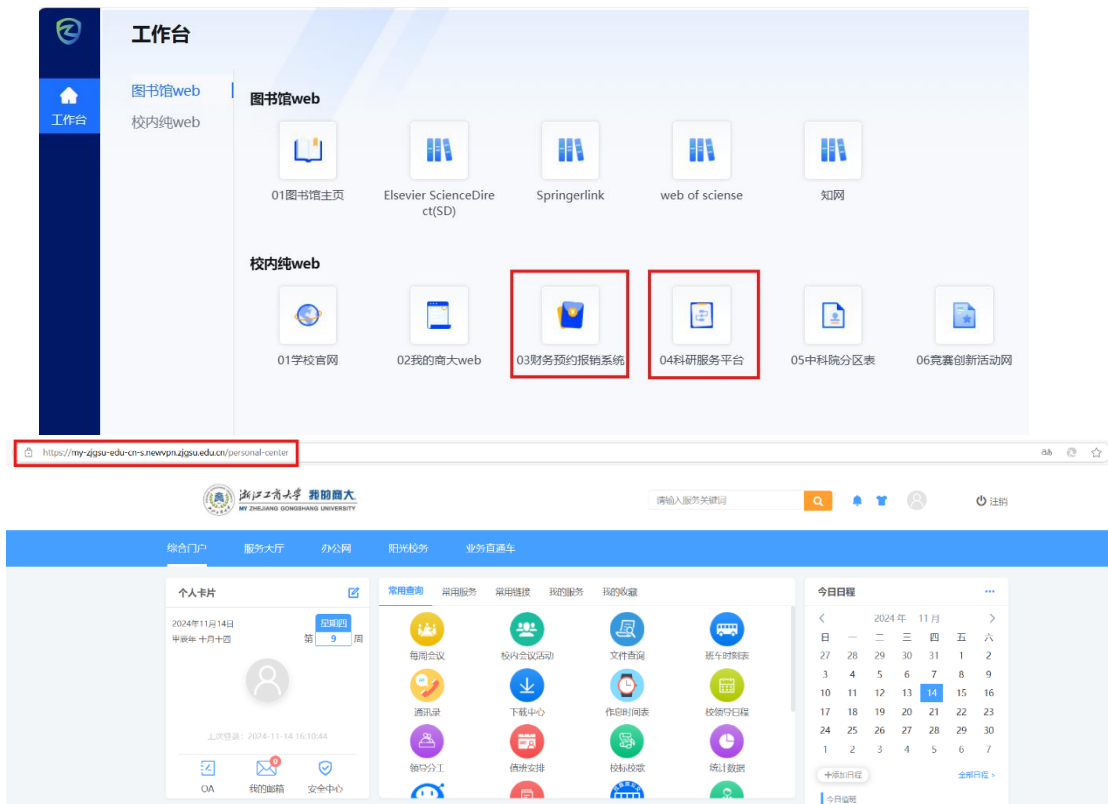 工作台
图书馆web
图书馆web
工作台
校内纯web
01图书馆主页
Elsevier ScienceDire
ct(SD)
Springerlink
web of sciense
知网
校内纯web
01学校官网
02我的商大web
03财务预约报销系统
04科研服务平台
05中科院分区表
06竞赛创新活动网
https://my-zjgsu-edu-cn-s.newvpn.zjgsu.edu.cn/personal-center
浙江工商大学 我的商大
MY ZHEJIANG GONGSHANG UNIVERSITY
请输入服务关键词
注销
综合门户 服务大厅 办公网 阳光校务 业务直通车
个人卡片
常用查询 常用服务 常用链接 我的服务 我的收藏
今日日程
2024年11月14日
星期四
甲辰年 十月十四
第 9 周
2024 年 11 月
日 一 二 三 四 五 六
27 28 29 30 31 1 2
3 4 5 6 7 8 9
10 11 12 13 14 15 16
17 18 19 20 21 22 23
24 25 26 27 28 29 30
1 2 3 4 5 6 7
每周会议 校内会议活动 文件查询 班车时刻表
通讯录 下载中心 作息时间表 校领导日程
上次登录：2024-11-14 16:10:44
领导分工 值班安排 校标校歌 统计数据
0
OA 我的邮箱 安全中心
+添加日程 全部日程 >
今日值班